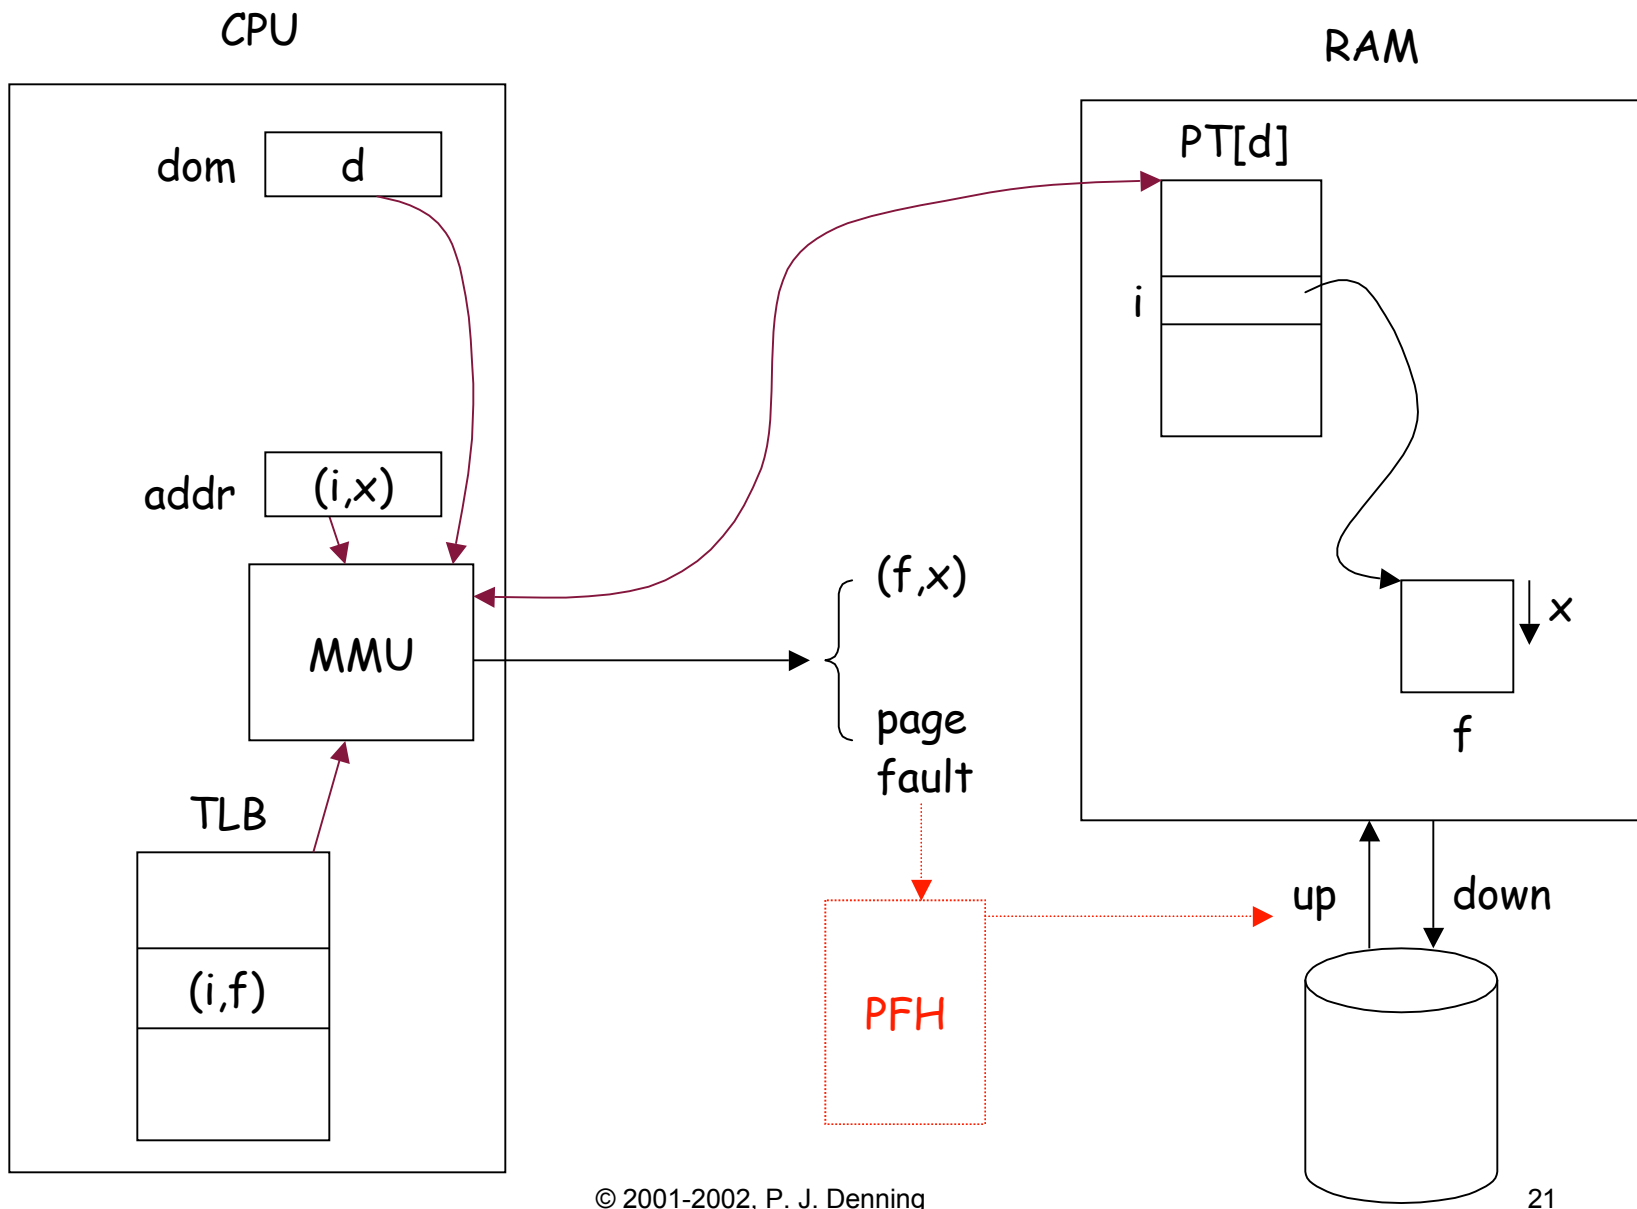 CPU
RAM
dom
d
PT[d]
i
addr
(i,x)
MMU
(f,x)
x
page
fault
f
TLB
(i,f)
up
down
PFH
© 2001-2002, P. J. Denning
21